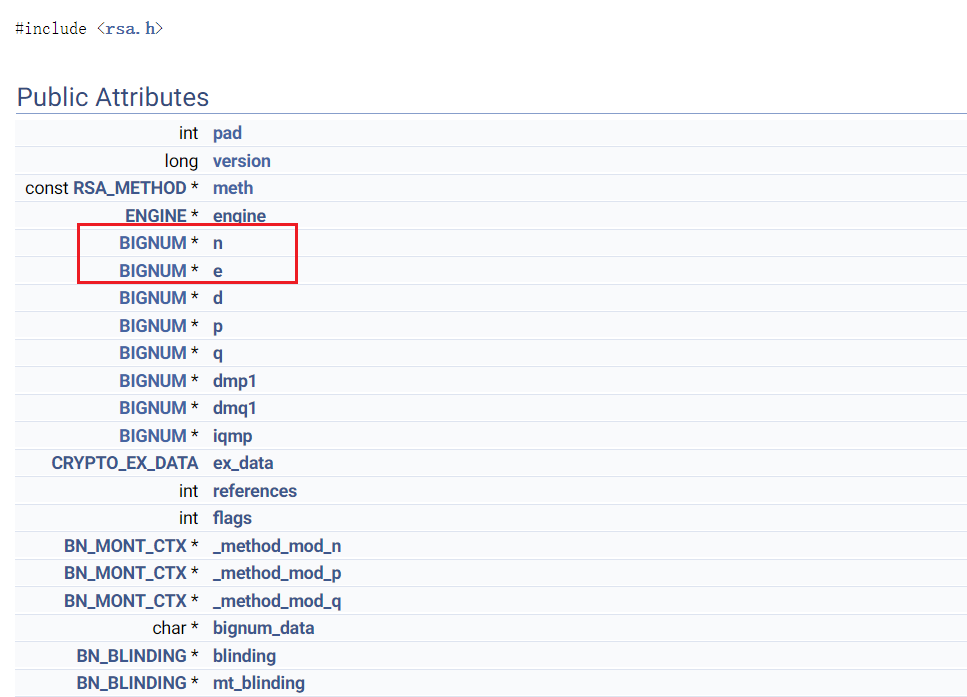 #include <rsa.h>
Public Attributes
int pad
long version
const RSA_METHOD * meth
ENGINE * engine
BIGNUM * n
BIGNUM * e
BIGNUM * d
BIGNUM * p
BIGNUM * q
BIGNUM * dmp1
BIGNUM * dmq1
BIGNUM * iqmp
CRYPTO_EX_DATA ex_data
int references
int flags
BN_MONT_CTX * _method_mod_n
BN_MONT_CTX * _method_mod_p
BN_MONT_CTX * _method_mod_q
char * bignum_data
BN_BLINDING * blinding
BN_BLINDING * mt_blinding